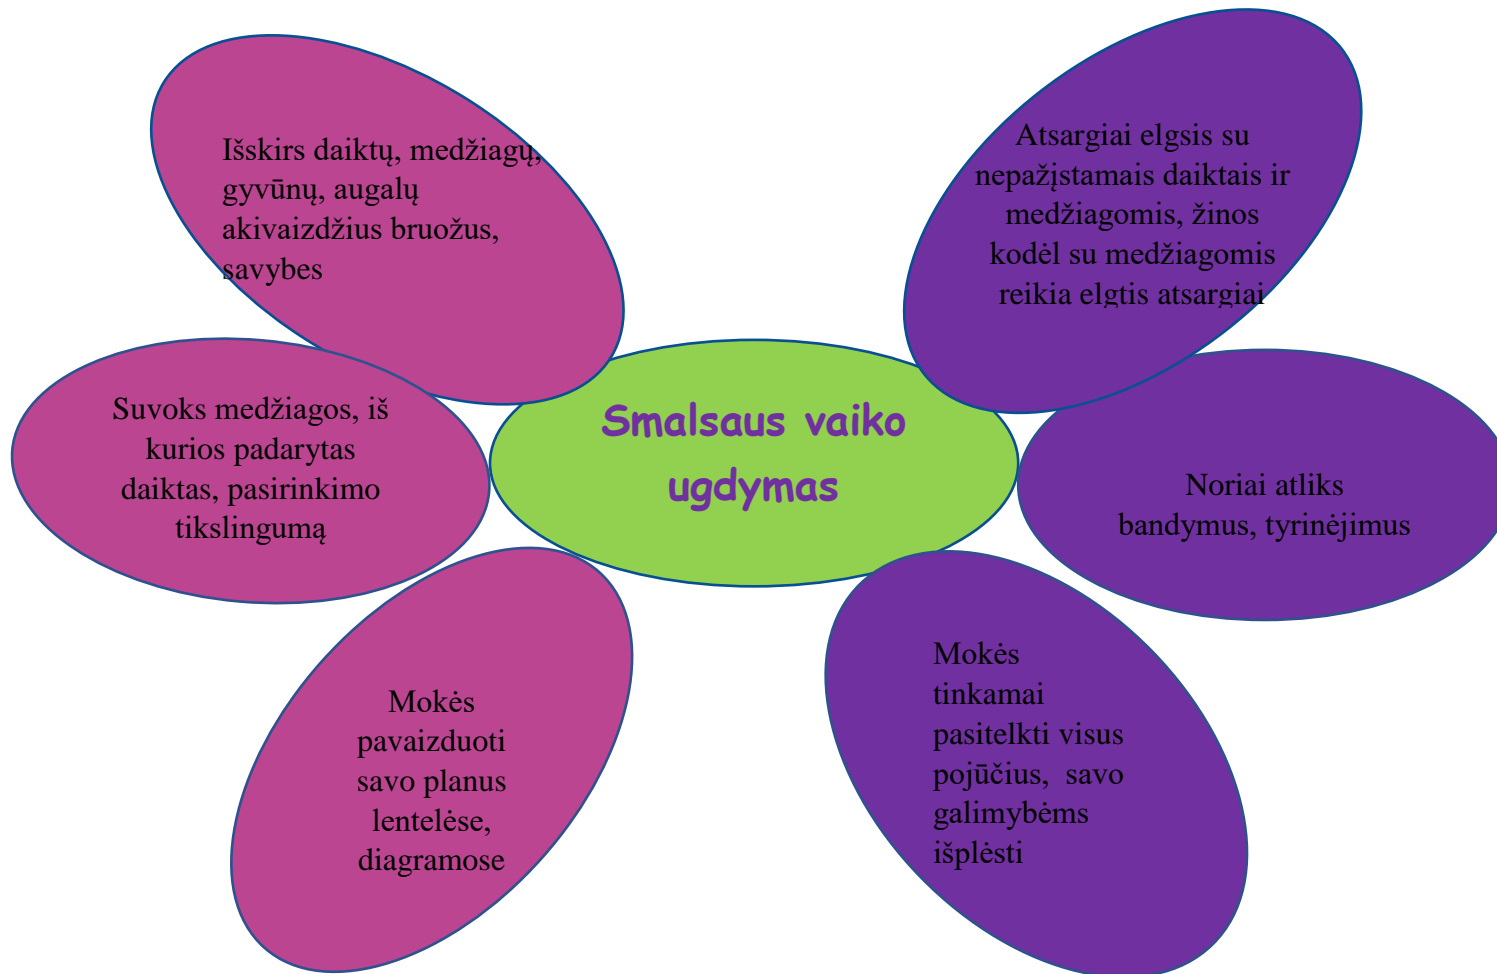 Išskirs daiktų, medžiagų,
gyvūnų, augalų
akivaizdžius bruožus,
savybes
Atsargiai elgsis su
nepažįstamais daiktais ir
medžiagomis, žinos
kodėl su medžiagomis
reikia elgtis atsargiai
Suvoks medžiagos, iš
kurios padarytas
daiktas, pasirinkimo
tikslingumą
Smalsaus vaiko
ugdymas
Noriai atliks
bandymus, tyrinėjimus
Mokės
pavaizduoti
savo planus
lentelėse,
diagramose
Mokės
tinkamai
pasitelkti visus
pojūčius,  savo
galimybėms
išplėsti